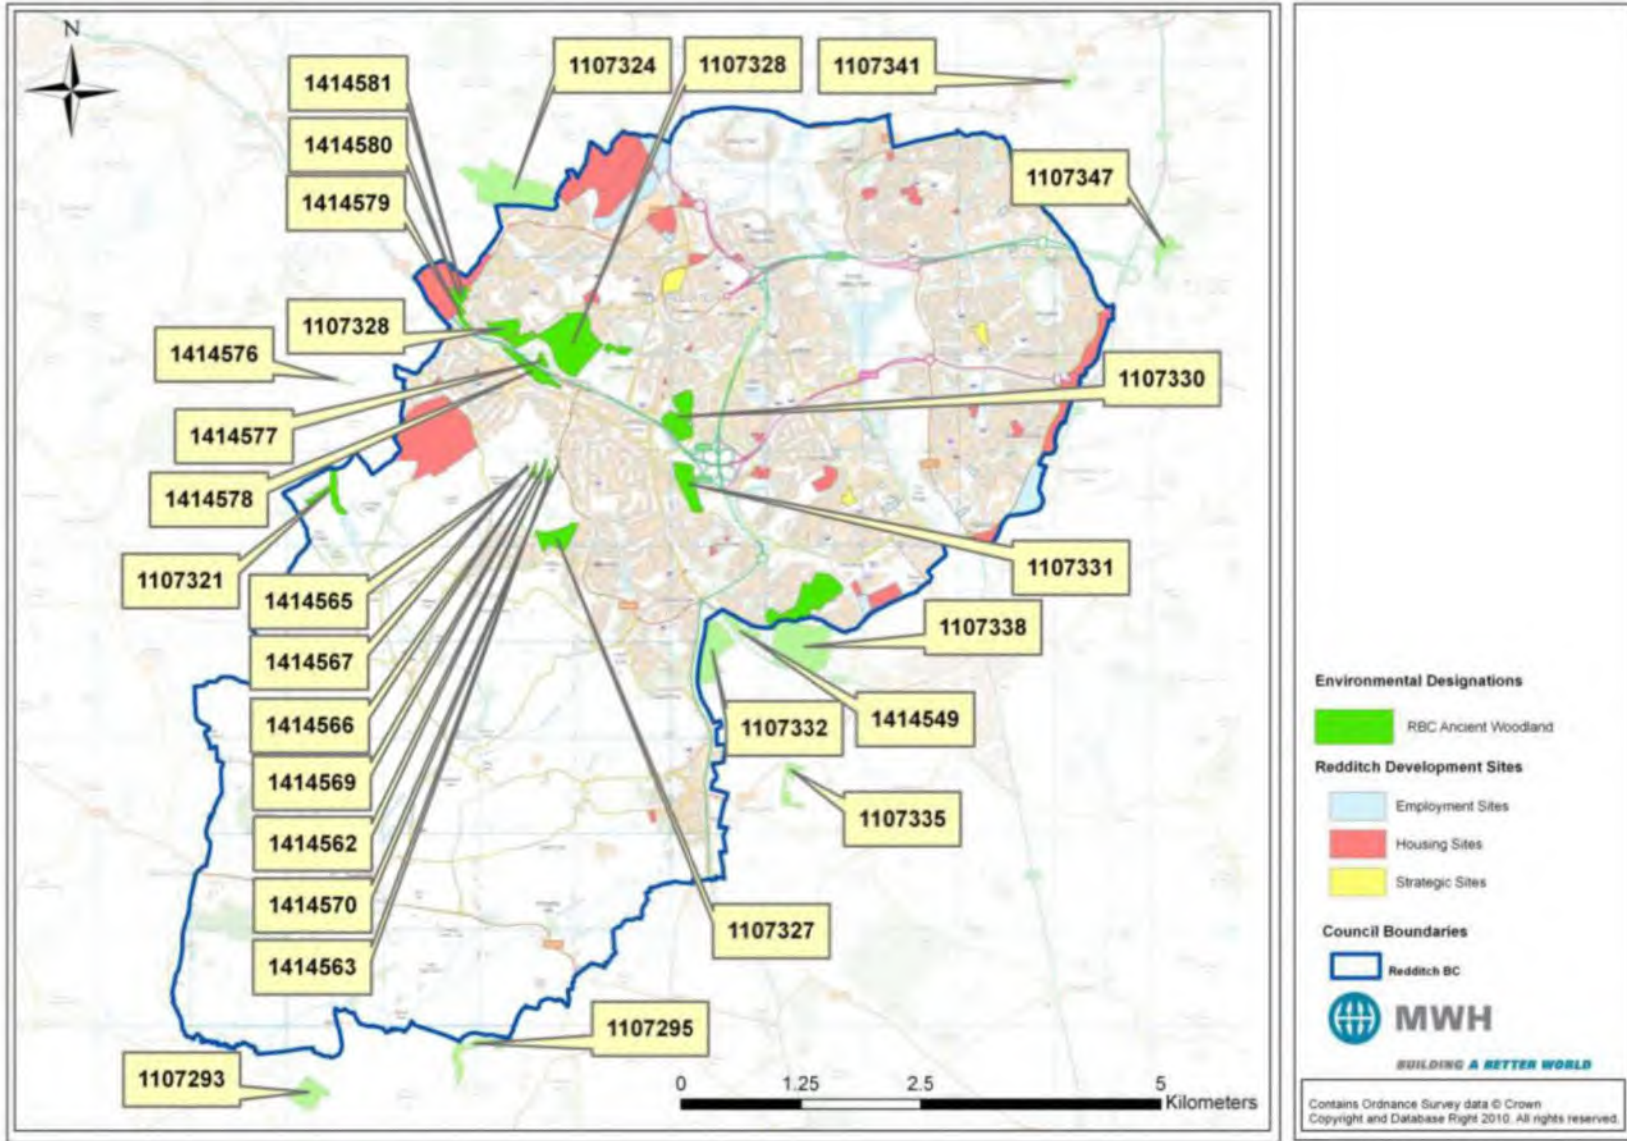 N
1107324
1107328
1107341
1414581
1414580
1107347
1414579
1107328
1414576
1107330
1414577
1414578
1107321
1107331
1414565
1107338
1414567
1414566
1107332
1414549
1414569
1107335
1414562
1414570
1107327
1414563
1107295
1107293
0 1.25 2.5 5
Kilometers
Environmental Designations
RBC Ancient Woodland
Redditch Development Sites
Employment Sites
Housing Sites
Strategic Sites
Council Boundaries
Redditch BC
MWH
BUILDING A BETTER WORLD
Contains Ordnance Survey data © Crown
Copyright and Database Right 2010. All rights reserved.